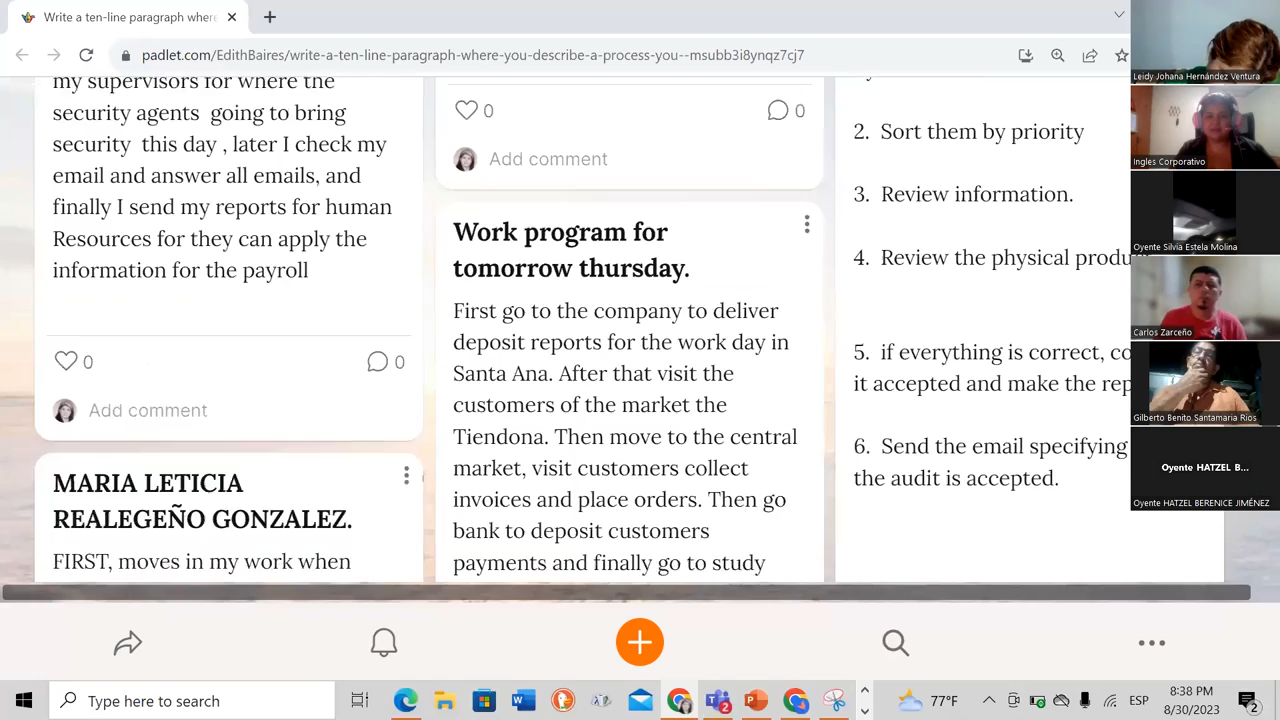 Write a ten-line paragraph where
padlet.com/EdithBaires/write-a-ten-line-paragraph-where-you-describe-a-process-you--msubb3i8ynqz7cj7
my supervisors for where the
security agents going to bring
security this day , later I check my
email and answer all emails, and
finally I send my reports for human
Resources for they can apply the
information for the payroll
0
0
Add comment
MARIA LETICIA
REALEGEÑO GONZALEZ.
FIRST, moves in my work when
0
0
Add comment
Work program for
tomorrow thursday.
First go to the company to deliver
deposit reports for the work day in
Santa Ana. After that visit the
customers of the market the
Tiendona. Then move to the central
market, visit customers collect
invoices and place orders. Then go
bank to deposit customers
payments and finally go to study
2. Sort them by priority
3. Review information.
4. Review the physical
5. if everything is correct,
it accepted and make the
6. Send the email specifying
the audit is accepted.
Leidy Johana Hernández Ventura
Ingles Corporativo
Oyente Silvia Estela Molina
Carlos Zarceño
Gilberto Benito Santamaria Rios
Oyente HATZEL B...
Oyente HATZEL BERENICE JIMÉNEZ
Type here to search
2
77°F
ESP
8:38 PM
8/30/2023
2